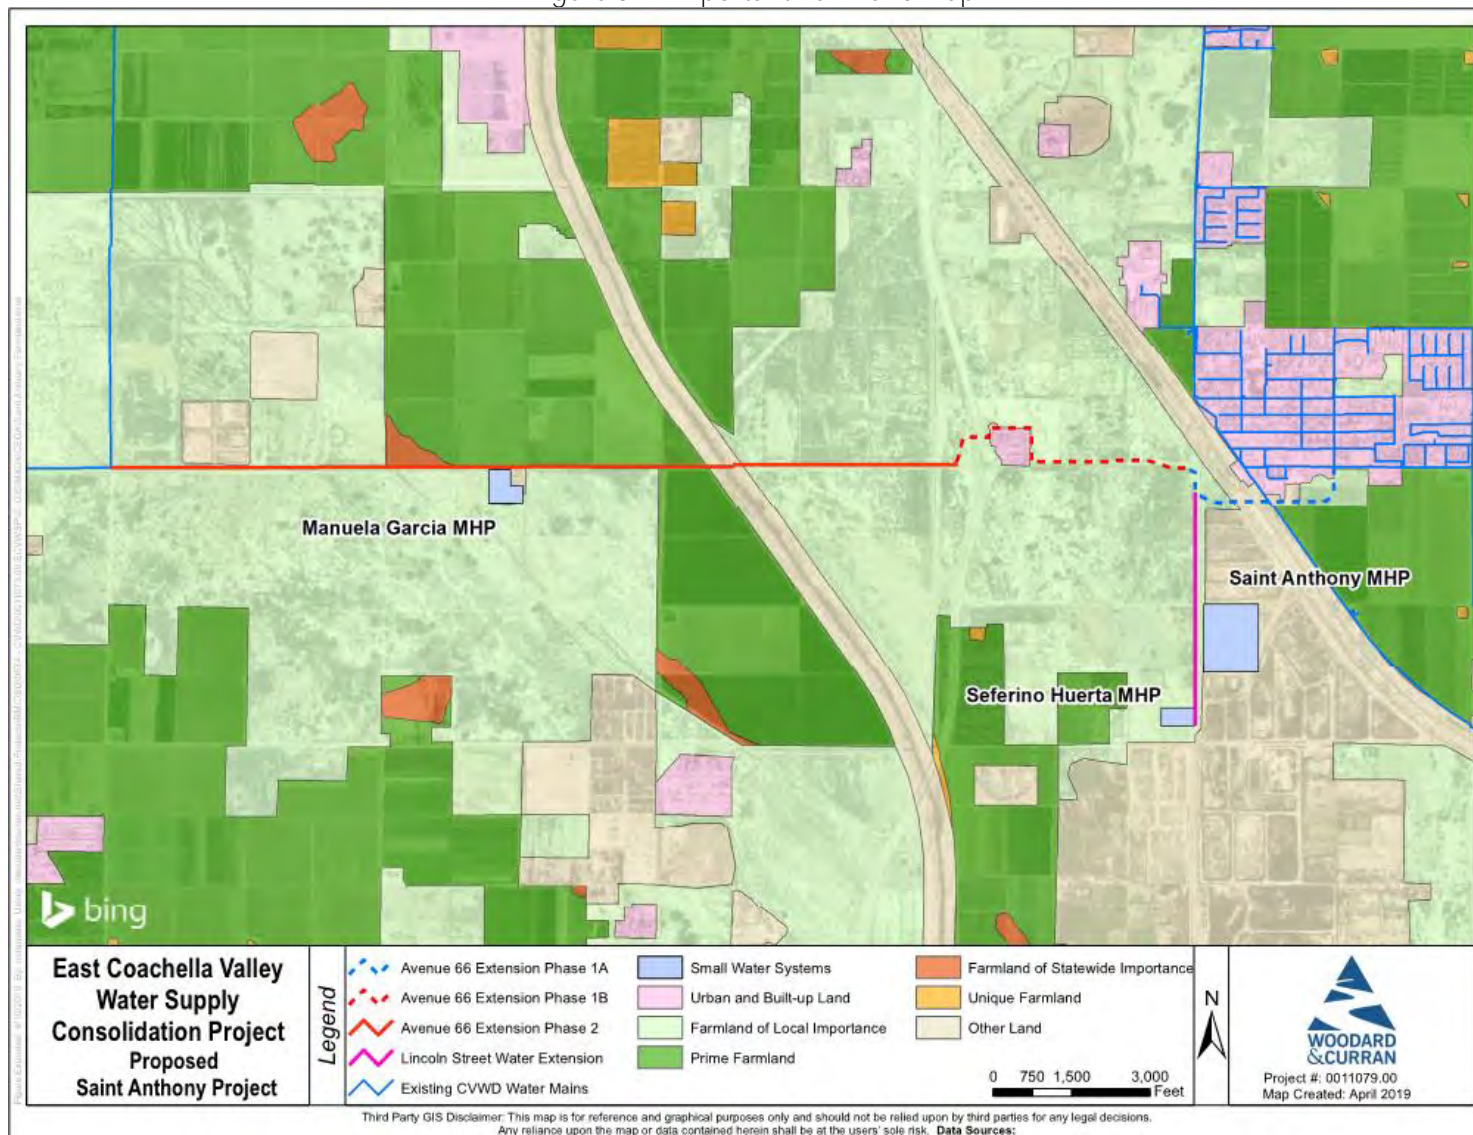 Manuela Garcia MHP
Saint Anthony MHP
Seferino Huerta MHP
bing
East Coachella Valley
Water Supply
Consolidation Project
Proposed
Saint Anthony Project
Legend
Avenue 66 Extension Phase 1A
Avenue 66 Extension Phase 1B
Avenue 66 Extension Phase 2
Lincoln Street Water Extension
Existing CVWD Water Mains
Small Water Systems
Urban and Built-up Land
Farmland of Local Importance
Prime Farmland
Farmland of Statewide Importance
Unique Farmland
Other Land
0 750 1,500 3,000
Feet
N
WOODARD
&CURRAN
Project #: 0011079.00
Map Created: April 2019
Third Party GIS Disclaimer: This map is for reference and graphical purposes only and should not be relied upon by third parties for any legal decisions.
Any reliance upon the map or data contained herein shall be at the users' sole risk. Data Sources: